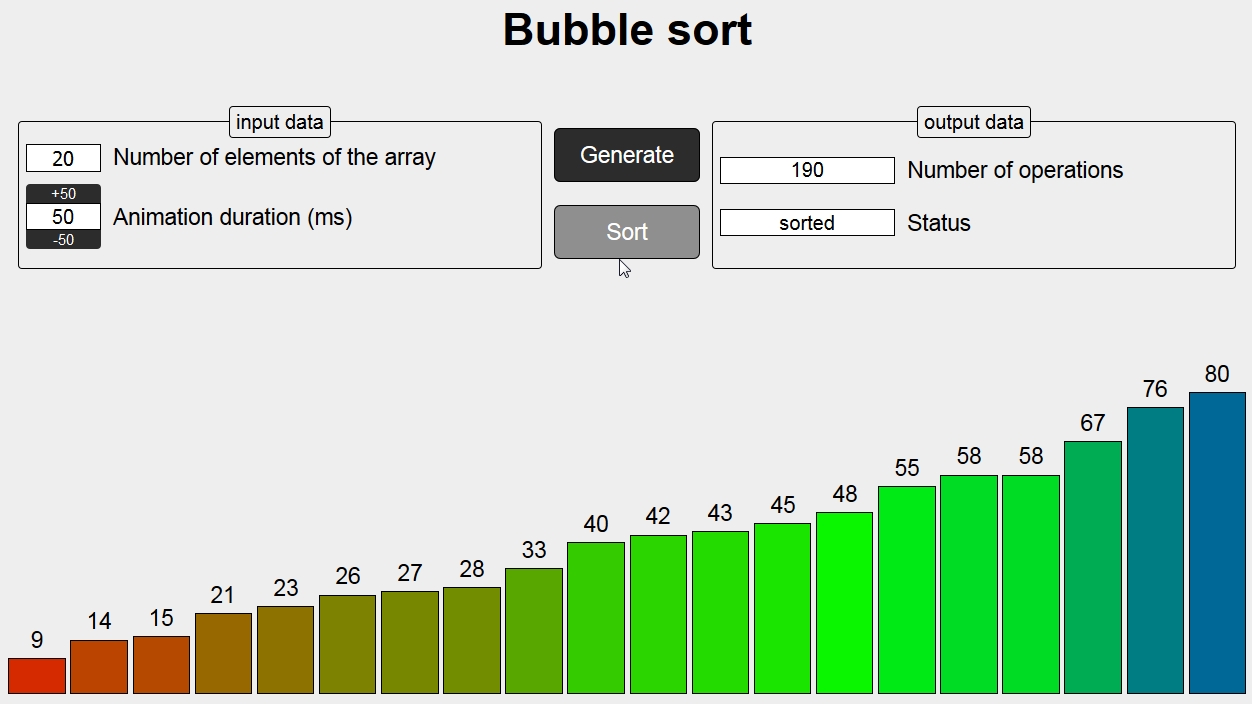 Bubble sort
input data
20 Number of elements of the array
+50
50 Animation duration (ms)
-50
Generate
Sort
output data
190 Number of operations
sorted Status
9 14 15 21 23 26 27 28 33 40 42 43 45 48 55 58 58 67 76 80